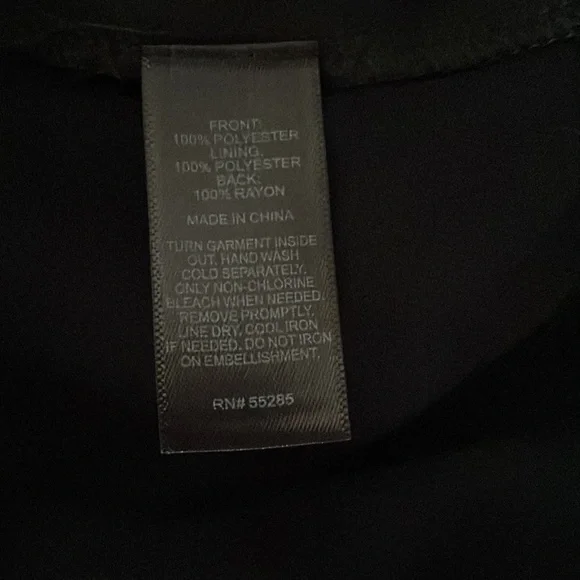 FRONT:
100% POLYESTER
LINING:
100% POLYESTER
BACK:
100% RAYON
MADE IN CHINA
TURN GARMENT INSIDE
OUT. HAND WASH
COLD SEPARATELY.
ONLY NON-CHLORINE
BLEACH WHEN NEEDED.
REMOVE PROMPTLY.
LINE DRY, COOL IRON
IF NEEDED. DO NOT IRON
ON EMBELLISHMENT.
RN# 55285